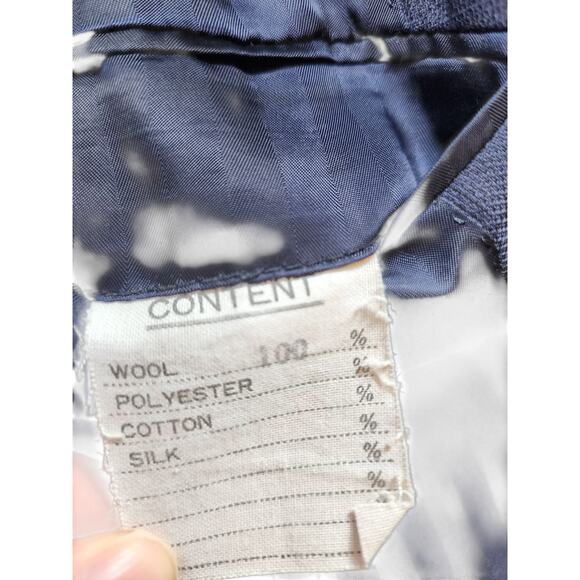 CONTENT
WOOL 100 %
POLYESTER %
COTTON %
SILK %
%